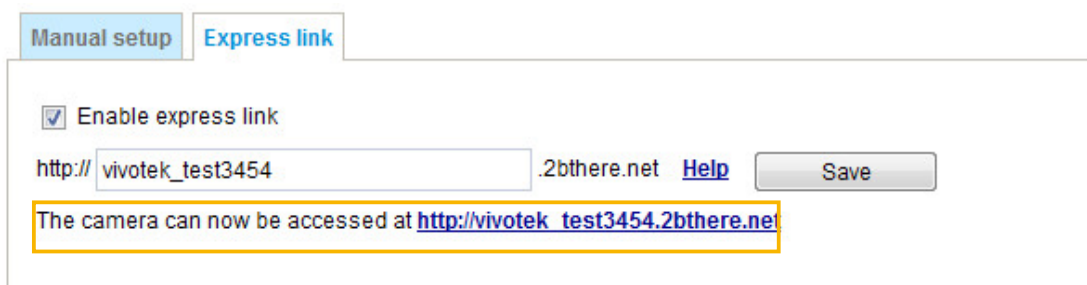 Manual setup Express link
Enable express link
http:// vivotek_test3454 .2bthere.net Help Save
The camera can now be accessed at http://vivotek_test3454.2bthere.net